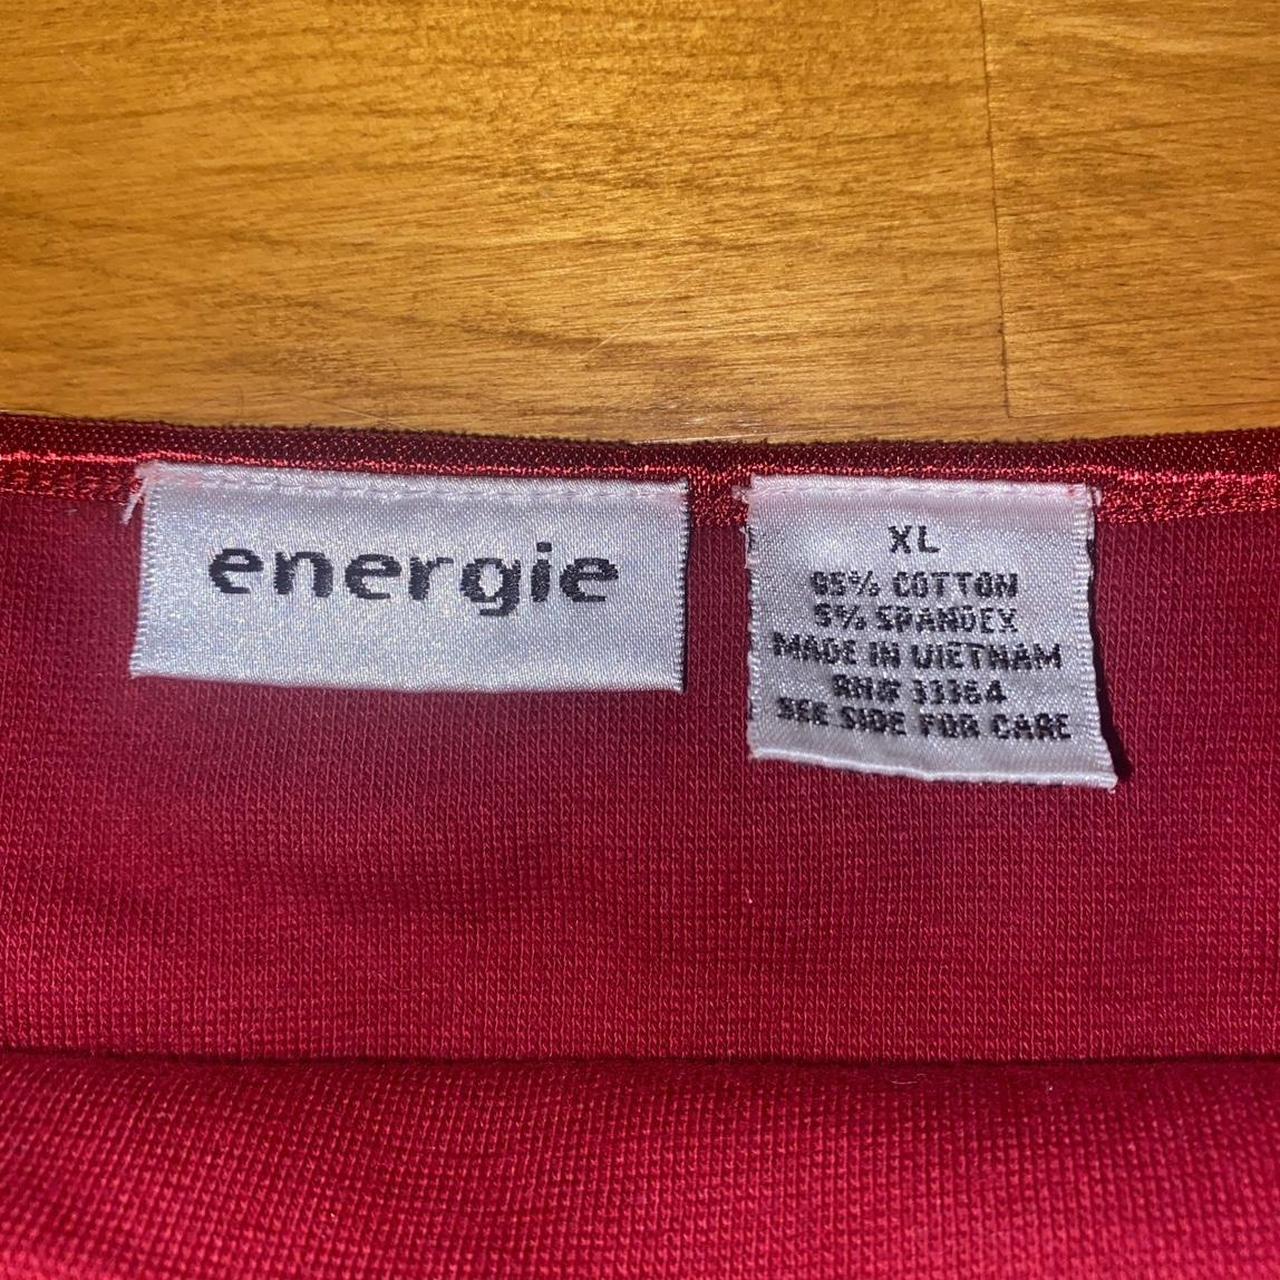 energie
XL
95% COTTON
5% SPANDEX
MADE IN VIETNAM
RN# 33364
SEE SIDE FOR CARE